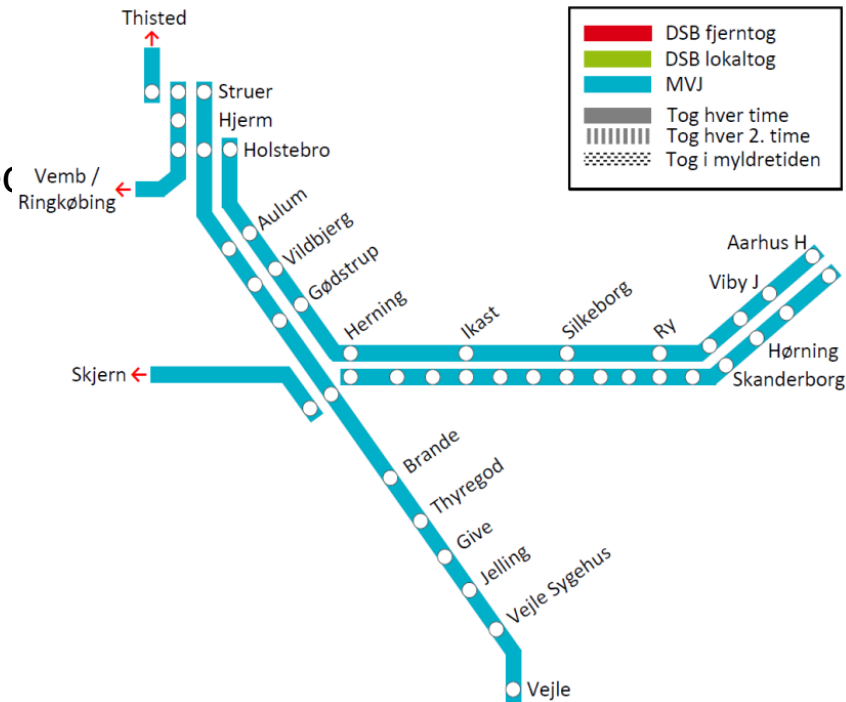 Thisted
DSB fjerntog
DSB lokaltog
MVJ
Tog hver time
Tog hver 2. time
Tog i myldretiden
Struer
Hjerm
Holstebro
Vemb /
Ringkøbing
Aulum
Vildbjerg
Gødstrup
Herning
Ikast
Silkeborg
Ry
Aarhus H
Viby J
Hørning
Skanderborg
Skjern
Brande
Thyregod
Give
Jelling
Vejle Sygehus
Vejle